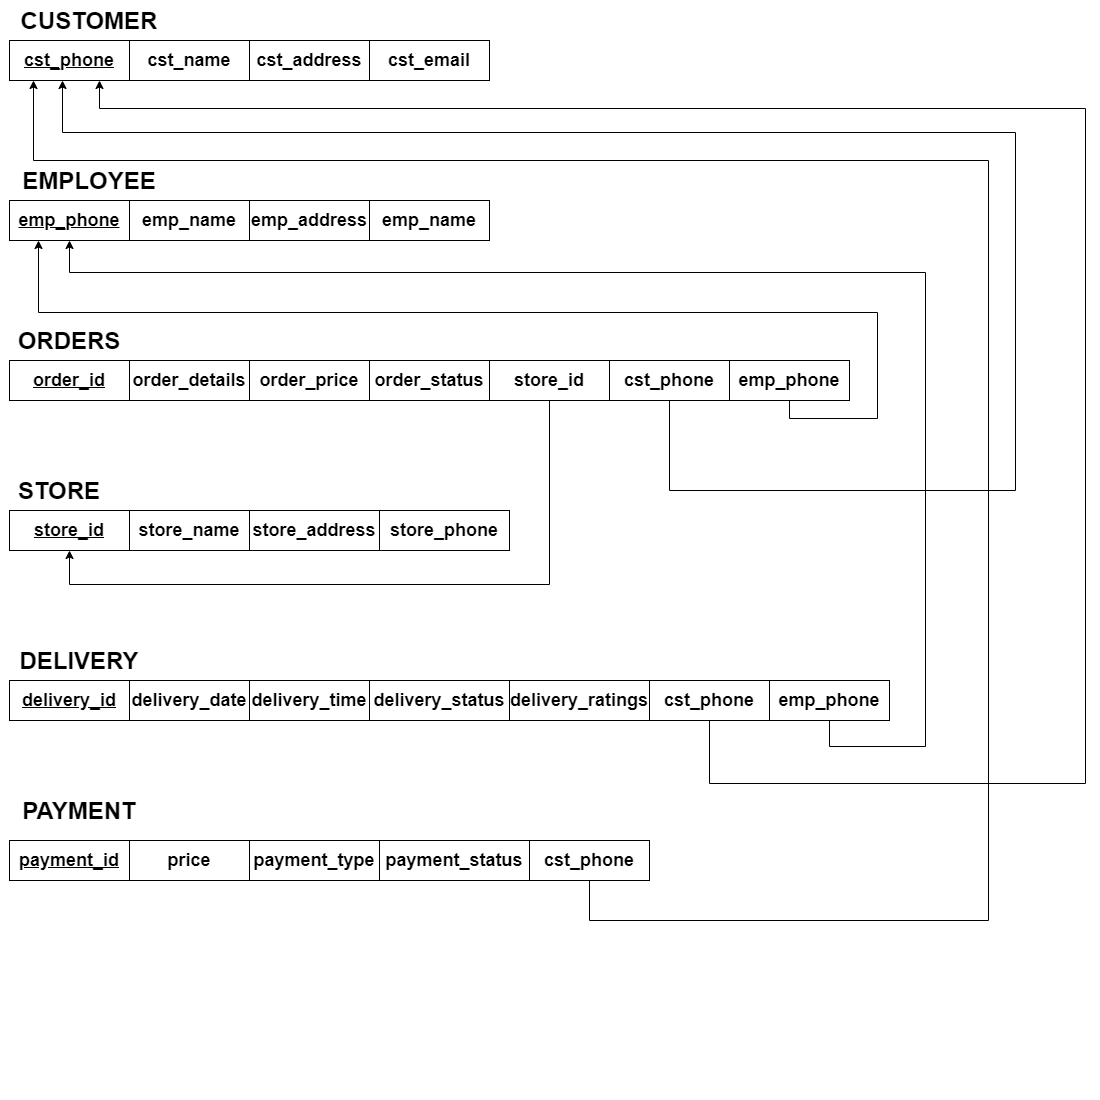 CUSTOMER
cst_phone cst_name cst_address cst_email
EMPLOYEE
emp_phone emp_name emp_address emp_name
ORDERS
order_id order_details order_price order_status store_id cst_phone emp_phone
STORE
store_id store_name store_address store_phone
DELIVERY
delivery_id delivery_date delivery_time delivery_status delivery_ratings cst_phone emp_phone
PAYMENT
payment_id price payment_type payment_status cst_phone